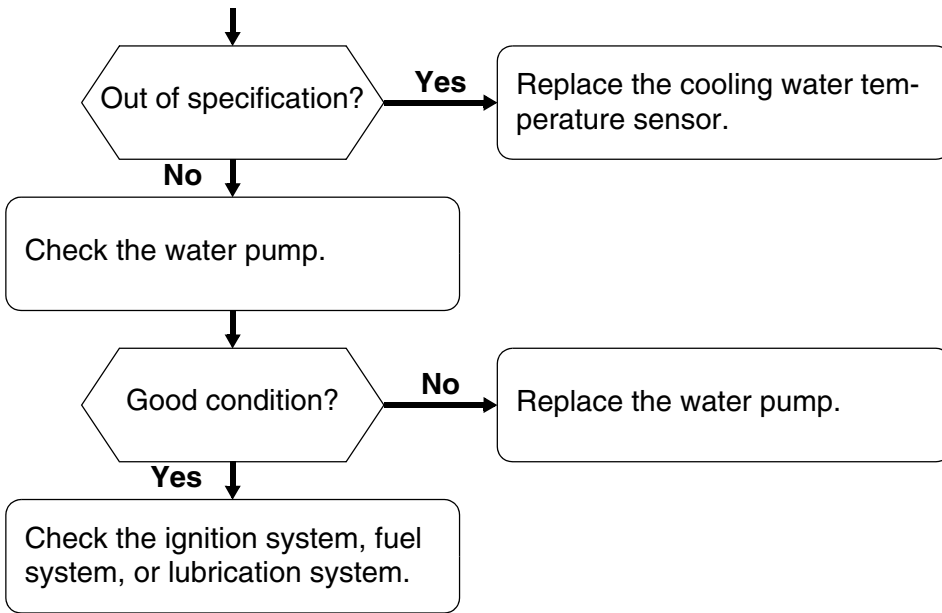 Out of specification?
Yes
Replace the cooling water tem-
perature sensor.
No
Check the water pump.
Good condition?
No
Replace the water pump.
Yes
Check the ignition system, fuel
system, or lubrication system.